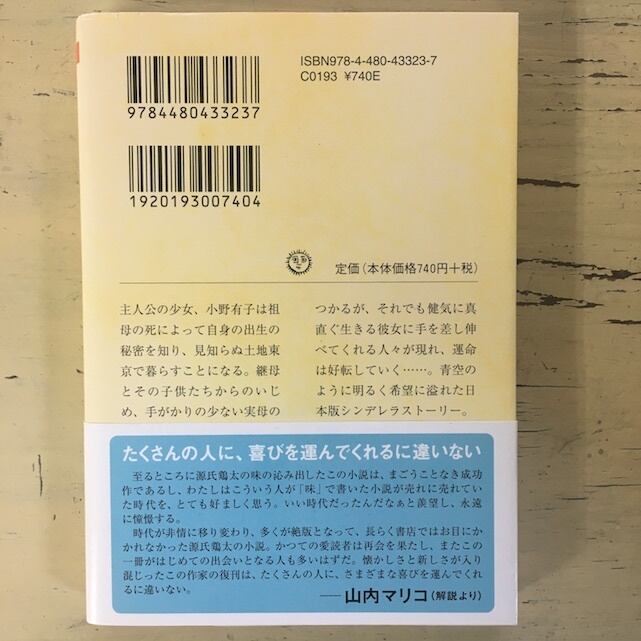 ISBN978-4-480-43323-7
C0193 ¥740E
9784480433237
1920193007404
定価(本体価格740円+税)
主人公の少女、小野有子は祖
母の死によって自身の出生の
秘密を知り、見知らぬ土地東
京で暮らすことになる。継母
とその子供たちからのいじ
め、手がかりの少ない実母の
つかるが、それでも健気に真
直ぐ生きる彼女に手を差し伸
べてくれる人々が現れ、運命
は好転していく……。青空の
ように明るく希望に溢れた日
本版シンデレラストーリー。
たくさんの人に、喜びを運んでくれるに違いない
至るところに源氏鶏太の味の沁み出したこの小説は、まごうことなき成功
作であるし、わたしはこういう人が「味」で書いた小説が売れに売れてい
た時代を、とても好ましく思う。いい時代だったんだなぁと羨望し、永遠
に憧憬する。
時代が非情に移り変わり、多くが絶版となって、長らく書店ではお目にか
かれなかった源氏鶏太の小説。かつての愛読者は再会を果たし、またこの
一冊がはじめての出会いとなる人も多いはずだ。懐かしさと新しさが入り
混じったこの作家の復刊は、たくさんの人に、さまざまな喜びを運んでくれ
るに違いない。
──山内マリコ(解説より)